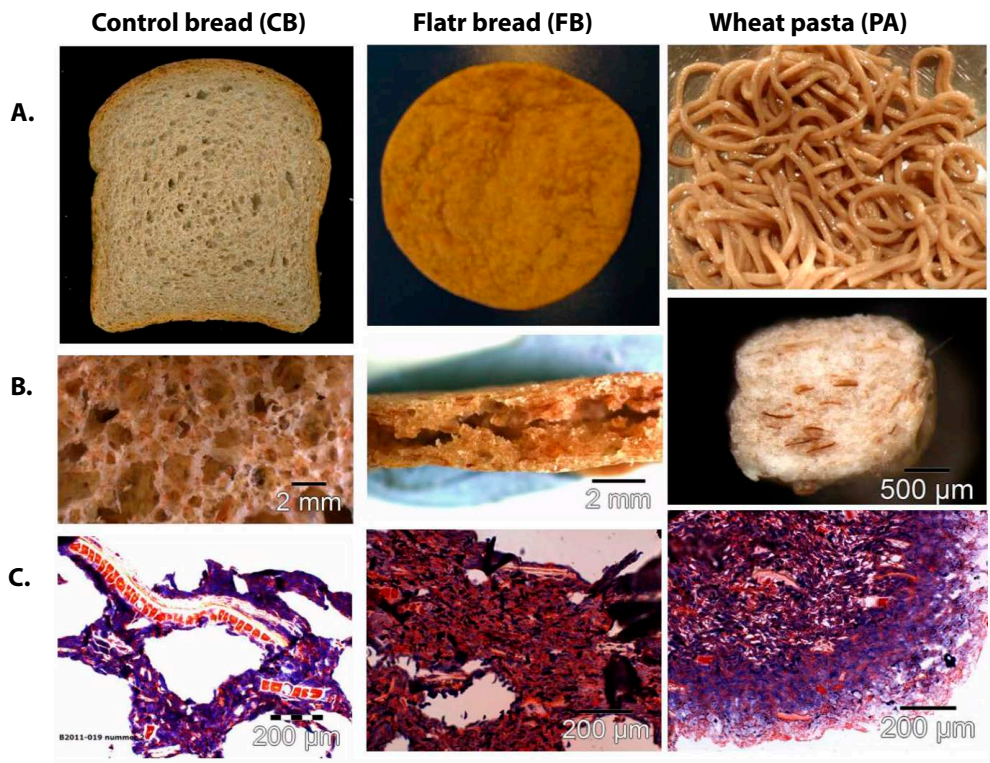 Control bread (CB) Flatr bread (FB) Wheat pasta (PA)
A.
B.
2 mm 2 mm 500 µm
C.
B2011-019 nummer
200 µm 200 µm 200 µm